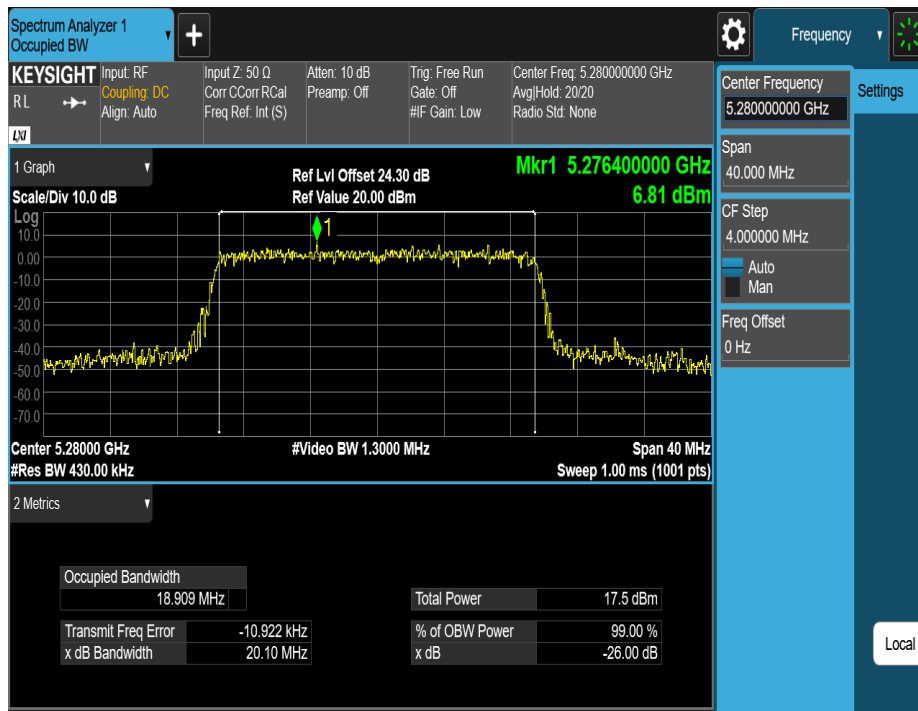 Spectrum Analyzer 1
Occupied BW
+
Frequency
KEYSIGHT
RL
LXI
Input: RF
Coupling: DC
Align: Auto
Input Z: 50 Ω
Corr CCorr RCal
Freq Ref: Int (S)
Atten: 10 dB
Preamp: Off
Trig: Free Run
Gate: Off
#IF Gain: Low
Center Freq: 5.280000000 GHz
Avg|Hold: 20/20
Radio Std: None
Center Frequency
5.280000000 GHz
Settings
Span
40.000 MHz
CF Step
4.000000 MHz
Auto
Man
Freq Offset
0 Hz
Local
1 Graph
Scale/Div 10.0 dB
Ref Lvl Offset 24.30 dB
Ref Value 20.00 dBm
Mkr1 5.276400000 GHz
6.81 dBm
Log
1
10.0
0.00
-10.0
-20.0
-30.0
-40.0
-50.0
-60.0
-70.0
Center 5.28000 GHz
#Video BW 1.3000 MHz
Span 40 MHz
#Res BW 430.00 kHz
Sweep 1.00 ms (1001 pts)
2 Metrics
Occupied Bandwidth
18.909 MHz
Total Power 17.5 dBm
Transmit Freq Error -10.922 kHz
% of OBW Power 99.00 %
x dB Bandwidth 20.10 MHz
x dB -26.00 dB